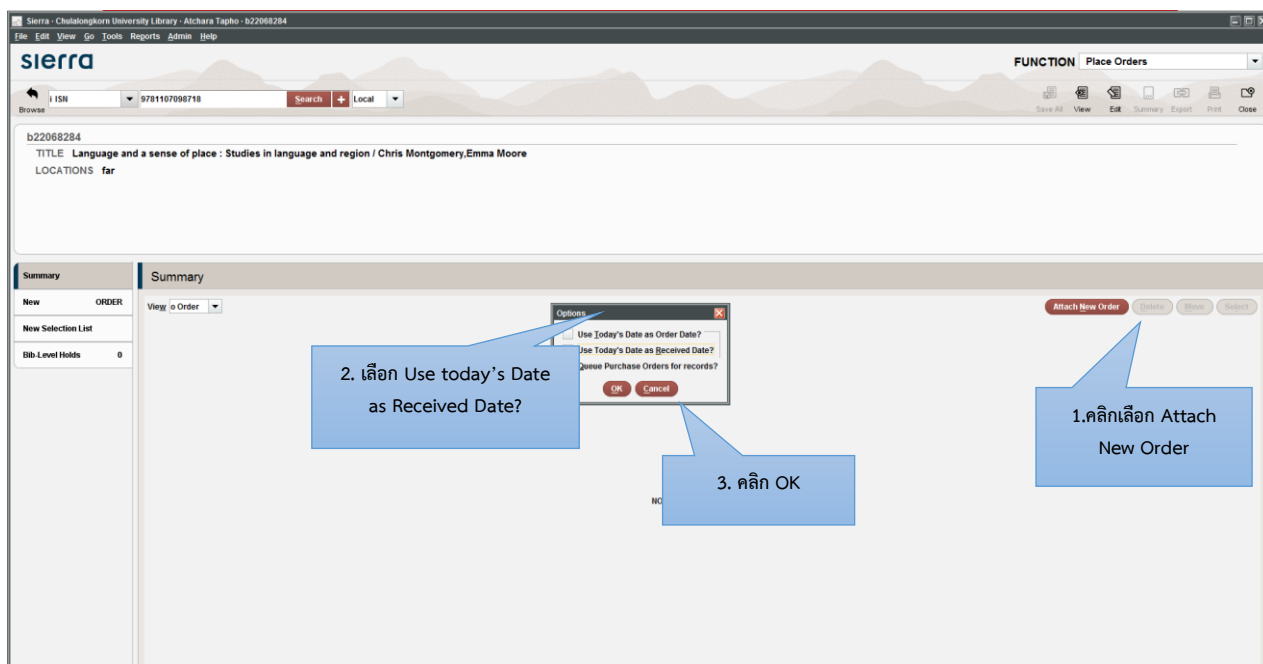 Sierra · Chulalongkorn University Library · Atchara Tapho · b22068284
File Edit View Go Tools Reports Admin Help
sierra
FUNCTION Place Orders
Browse
i ISN 9781107098718 Search + Local
Save All View Edit Summary Export Print Close
b22068284
TITLE Language and a sense of place : Studies in language and region / Chris Montgomery,Emma Moore
LOCATIONS far
Summary
New ORDER
New Selection List
Bib-Level Holds 0
Summary
View o Order
Attach New Order Delete Move Select
Options
Use Today's Date as Order Date?
Use Today's Date as Received Date?
Queue Purchase Orders for records?
OK Cancel
2. เลือก Use today’s Date
as Received Date?
1.คลิกเลือก Attach
New Order
3. คลิก OK
NO